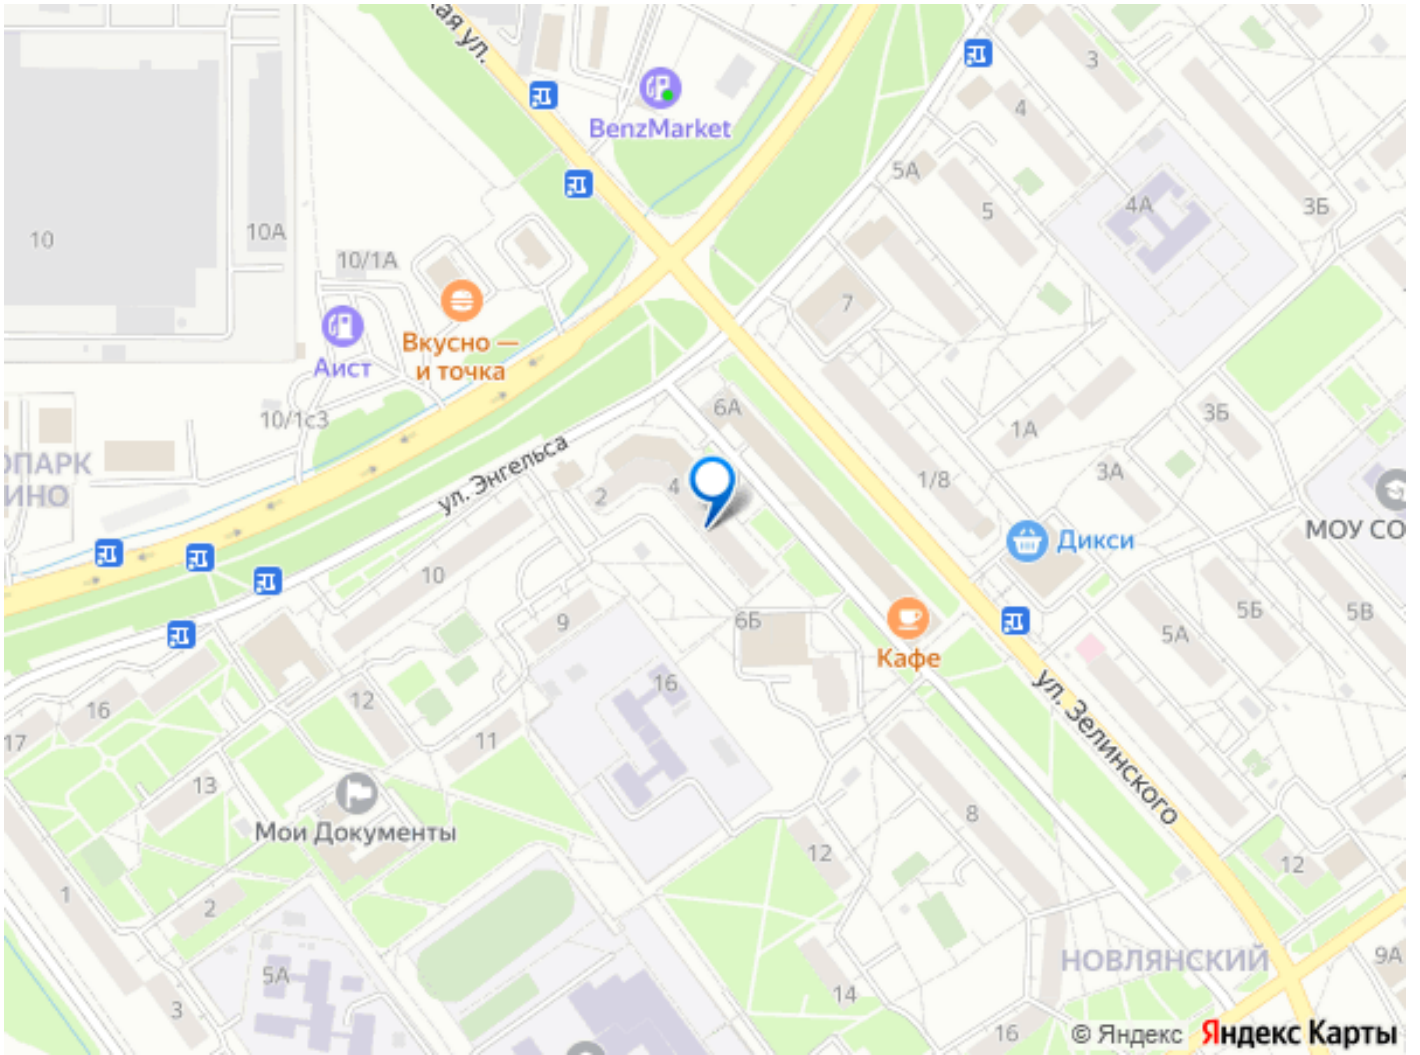 кая ул.
BenzMarket
3
4
5А
5
4А
3Б
10
10А
10/1А
7
Вкусно —
и точка
Аист
10/1с3
6А
3Б
1А
ОПАРК
ИНО
ул. Энгельса
2
4
1/8
3А
МОУ СО
Дикси
10
9
6Б
5Б
5В
5А
Кафе
16
12
16
17
11
ул. Зелинского
13
Мои Документы
8
12
12
1
2
НОВЛЯНСКИЙ
9А
5А
3
14
16
© Яндекс Яндекс Карты